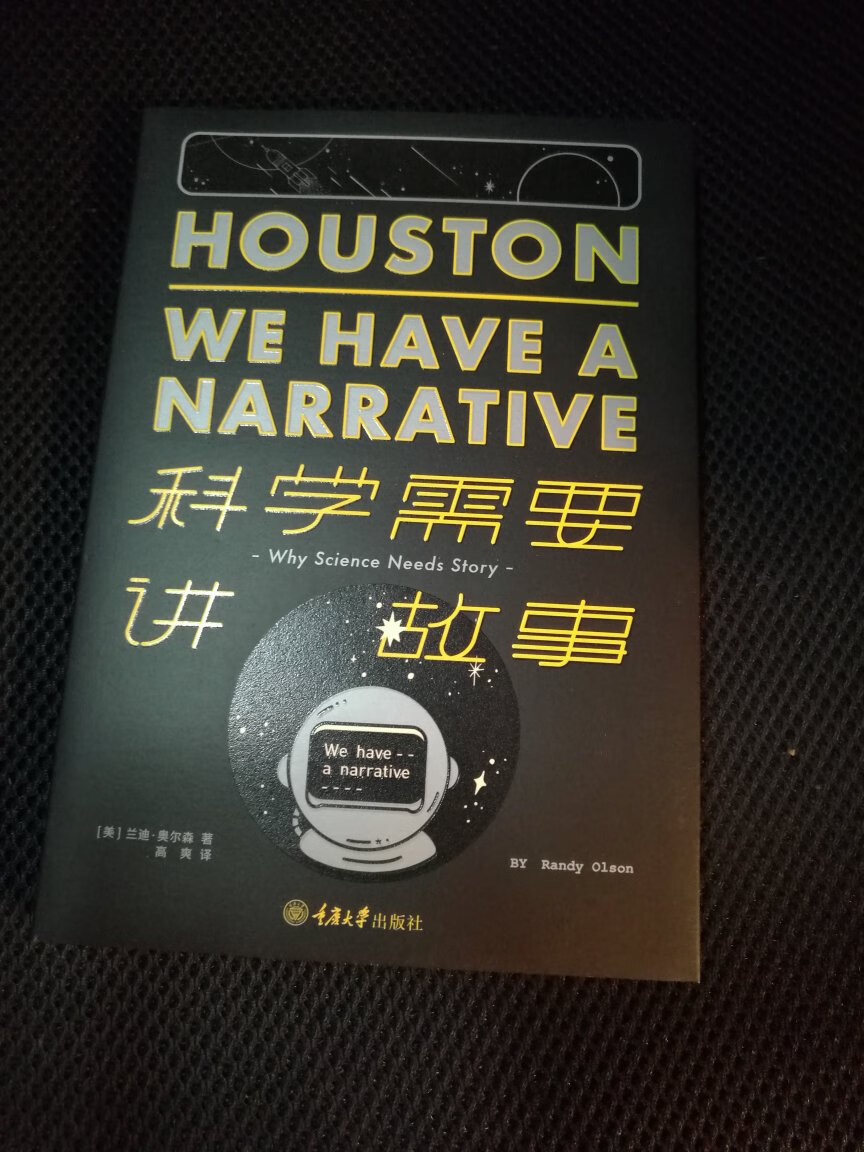 HOUSTON
WE HAVE A
NARRATIVE
科学需要
- Why Science Needs Story -
讲 故事
We have - -
a narrative
- - - -
[美] 兰迪·奥尔森 著
高 爽 译
BY Randy Olson
重庆大学出版社